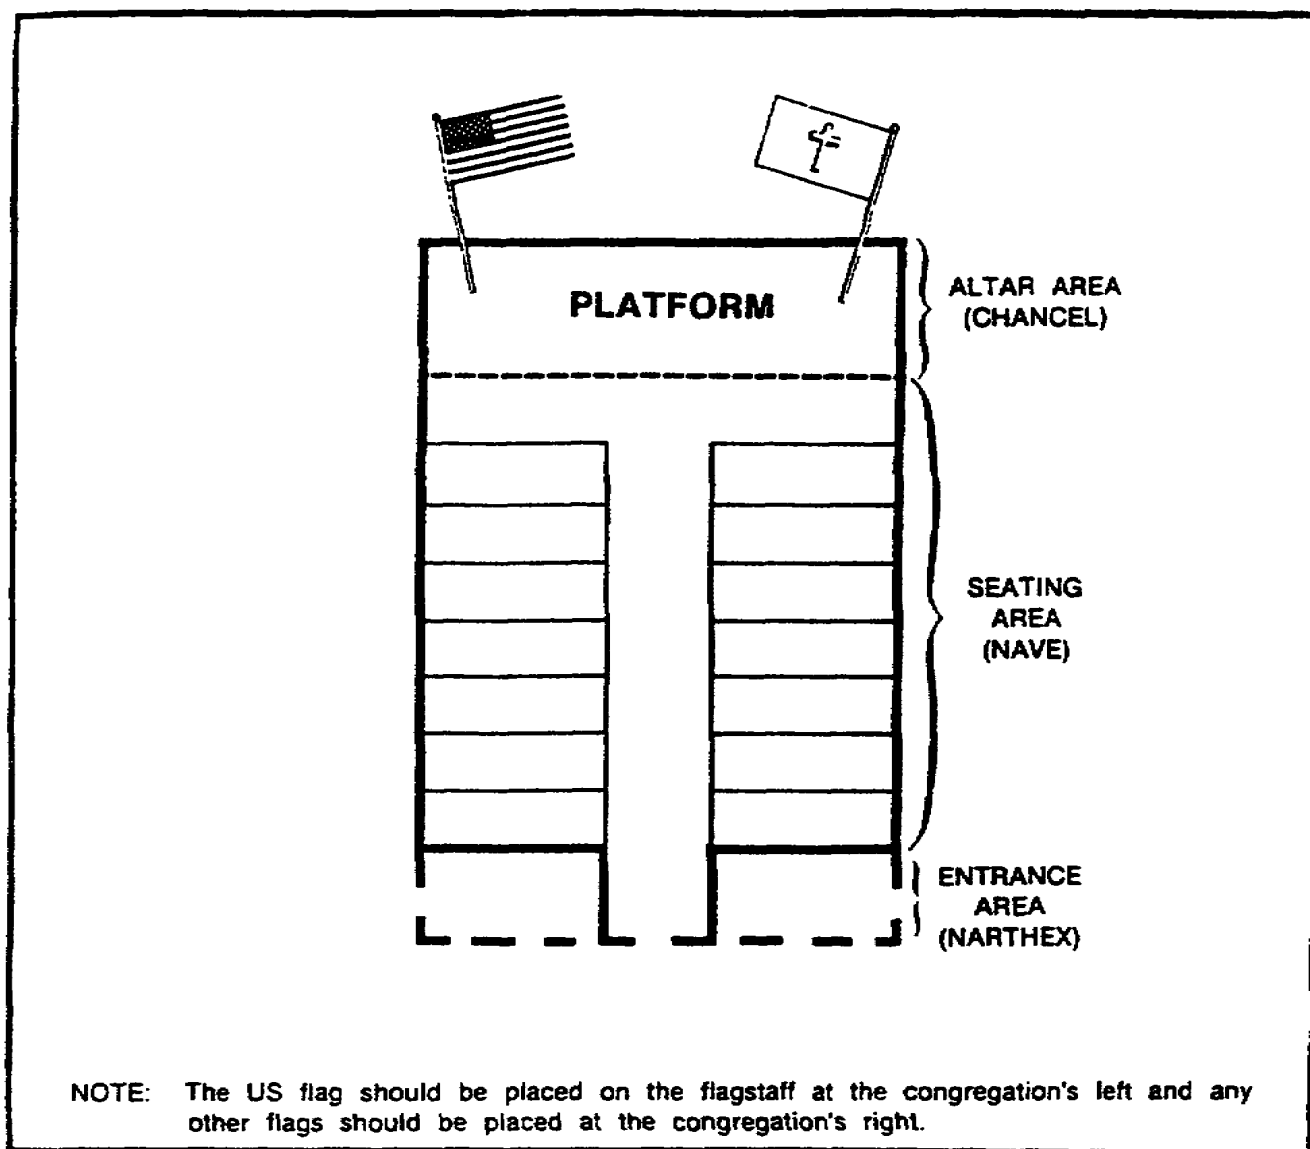 PLATFORM
ALTAR AREA
(CHANCEL)
SEATING
AREA
(NAVE)
ENTRANCE
AREA
(NARTHEX)
NOTE: The US flag should be placed on the flagstaff at the congregation's left and any
other flags should be placed at the congregation's right.